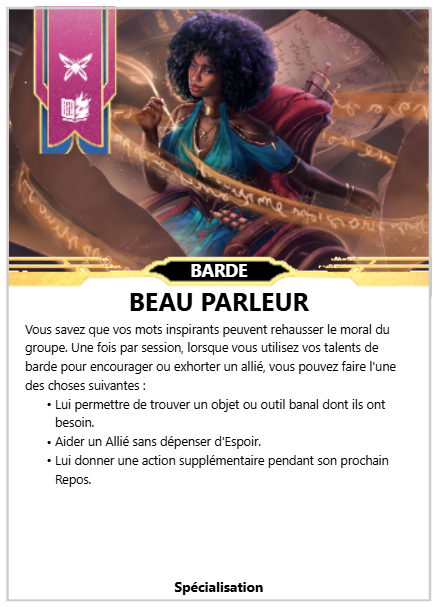 BARDE
BEAU PARLEUR
Vous savez que vos mots inspirants peuvent rehausser le moral du
groupe. Une fois par session, lorsque vous utilisez vos talents de
barde pour encourager ou exhorter un allié, vous pouvez faire l'une
des choses suivantes :
• Lui permettre de trouver un objet ou outil banal dont ils ont
besoin.
• Aider un Allié sans dépenser d'Espoir.
• Lui donner une action supplémentaire pendant son prochain
Repos.
Spécialisation